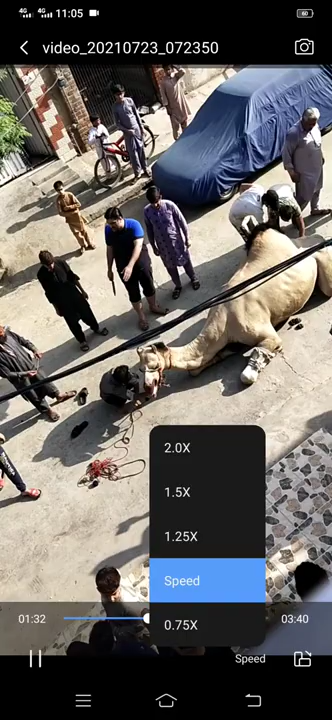 4G 4G 11:05 60
video_20210723_072350
2.0X
1.5X
1.25X
Speed
0.75X
01:32 03:40
Speed